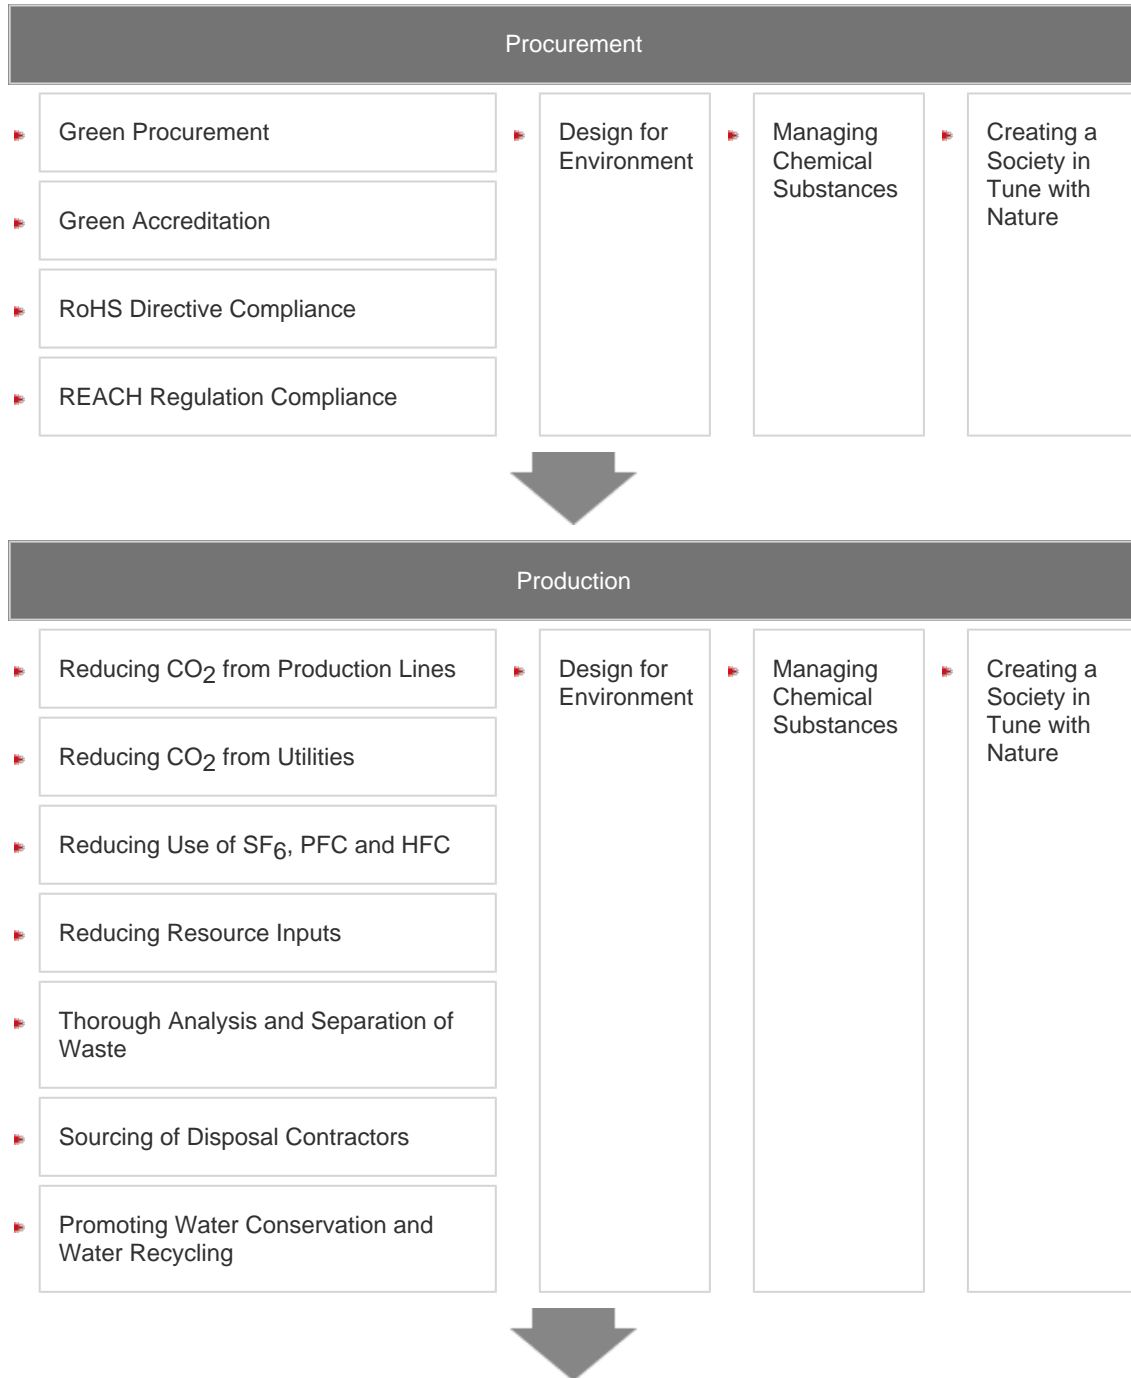 Procurement
Green Procurement
Green Accreditation
RoHS Directive Compliance
REACH Regulation Compliance
Design for
Environment
Managing
Chemical
Substances
Creating a
Society in
Tune with
Nature
Production
Reducing CO2 from Production Lines
Reducing CO2 from Utilities
Reducing Use of SF6, PFC and HFC
Reducing Resource Inputs
Thorough Analysis and Separation of
Waste
Sourcing of Disposal Contractors
Promoting Water Conservation and
Water Recycling
Design for
Environment
Managing
Chemical
Substances
Creating a
Society in
Tune with
Nature